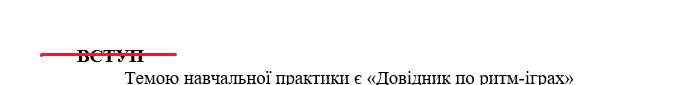 ВСТУП
Темою навчальної практики є «Довідник по ритм-іграх»